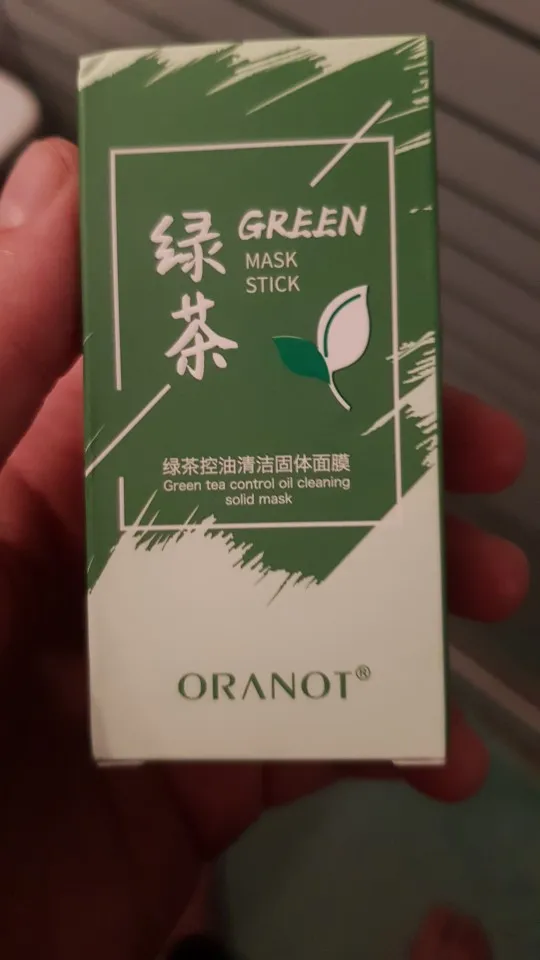 绿茶
GREEN
MASK
STICK
绿茶控油清洁固体面膜
Green tea control oil cleaning
solid mask
ORANOT®